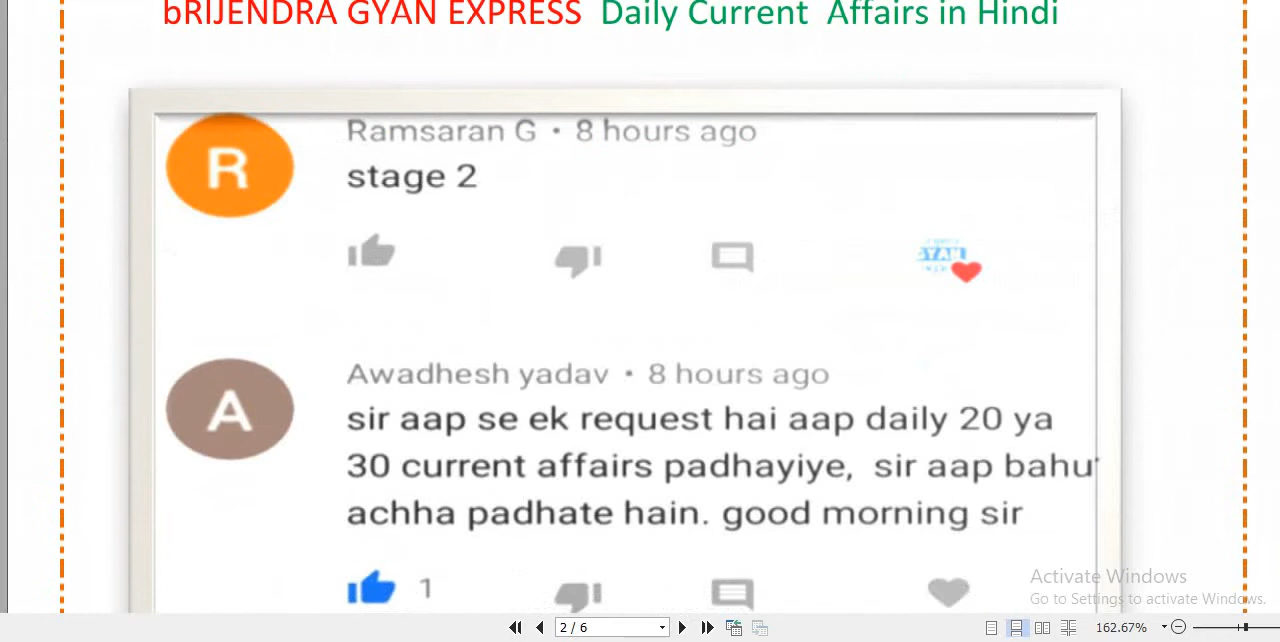 bRIJENDRA GYAN EXPRESS Daily Current Affairs in Hindi
Ramsaran G • 8 hours ago
R
stage 2
GYAN
Awadhesh yadav • 8 hours ago
A
sir aap se ek request hai aap daily 20 ya
30 current affairs padhayiye, sir aap bahut
achha padhate hain. good morning sir
1
Activate Windows
Go to Settings to activate Windows.
2 / 6
162.67%